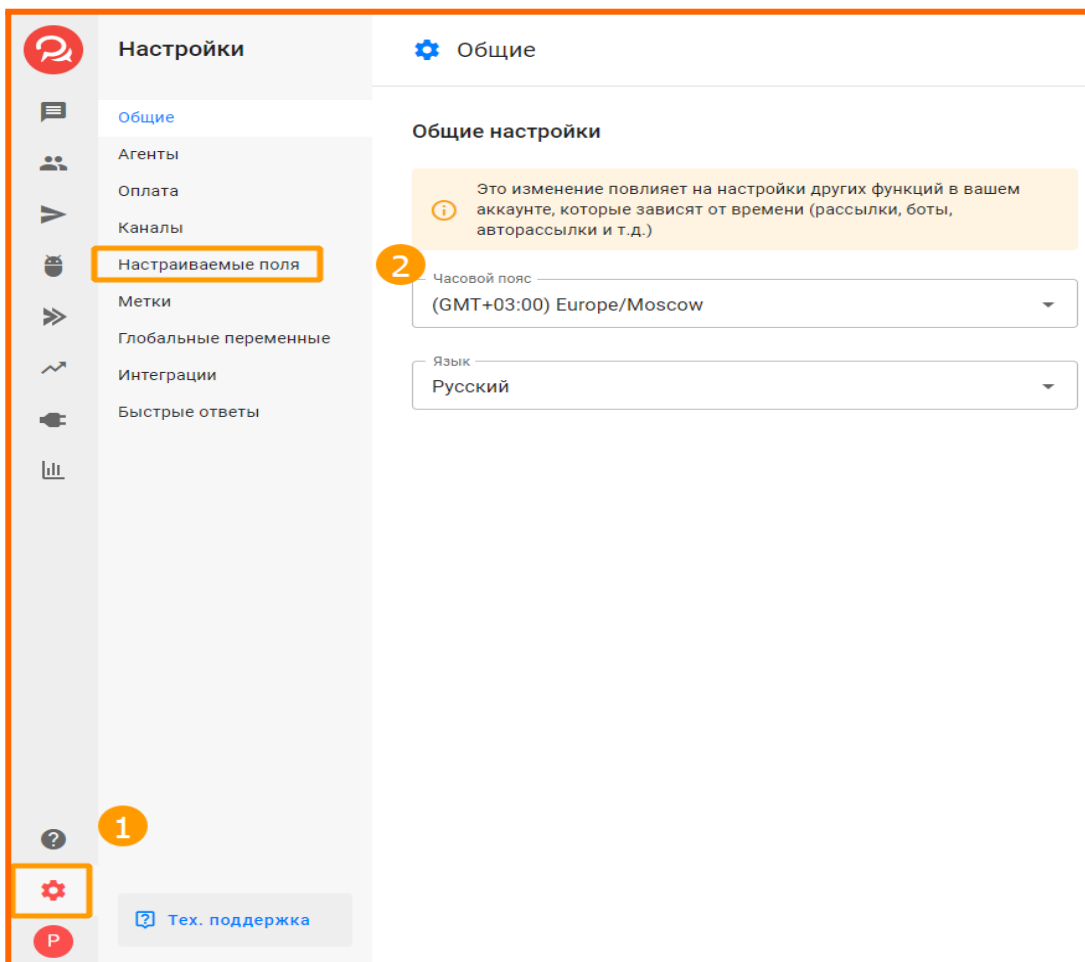 Настройки
Общие
Агенты
Оплата
Каналы
Настраиваемые поля
Метки
Глобальные переменные
Интеграции
Быстрые ответы
1
Тех. поддержка
P
Общие
Общие настройки
Это изменение повлияет на настройки других функций в вашем
аккаунте, которые зависят от времени (рассылки, боты,
авторассылки и т.д.)
2
Часовой пояс
(GMT+03:00) Europe/Moscow
Язык
Русский